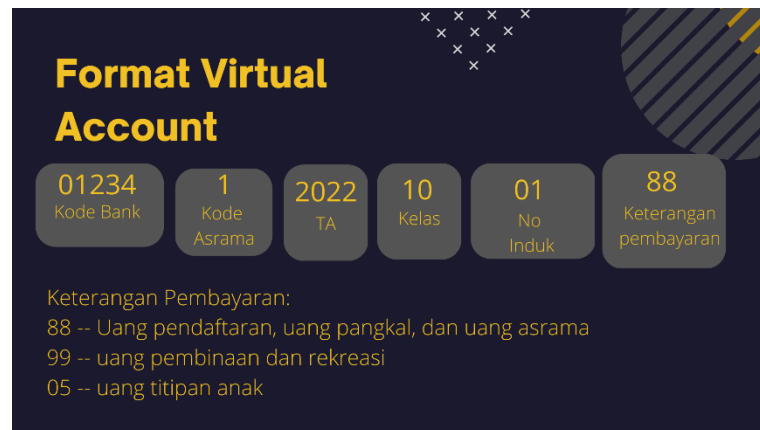 Format Virtual
Account
01234
Kode Bank
1
Kode
Asrama
2022
TA
10
Kelas
01
No
Induk
88
Keterangan
pembayaran
Keterangan Pembayaran:
88 -- Uang pendaftaran, uang pangkal, dan uang asrama
99 -- uang pembinaan dan rekreasi
05 -- uang titipan anak